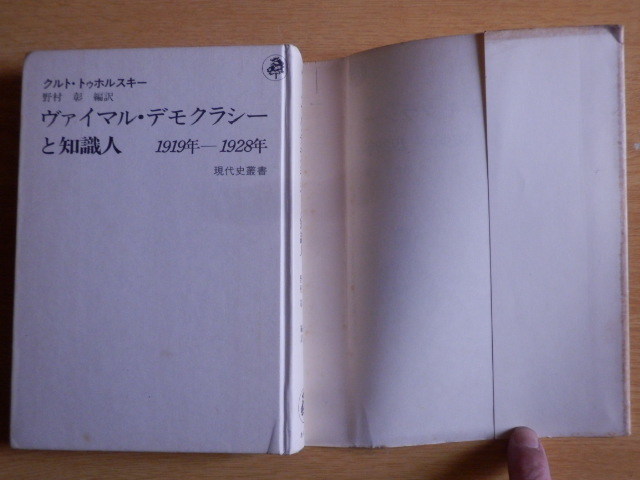 クルト・トゥホルスキー
野村 彰 編訳
ヴァイマル・デモクラシー
と知識人 1919年―1928年
現代史叢書